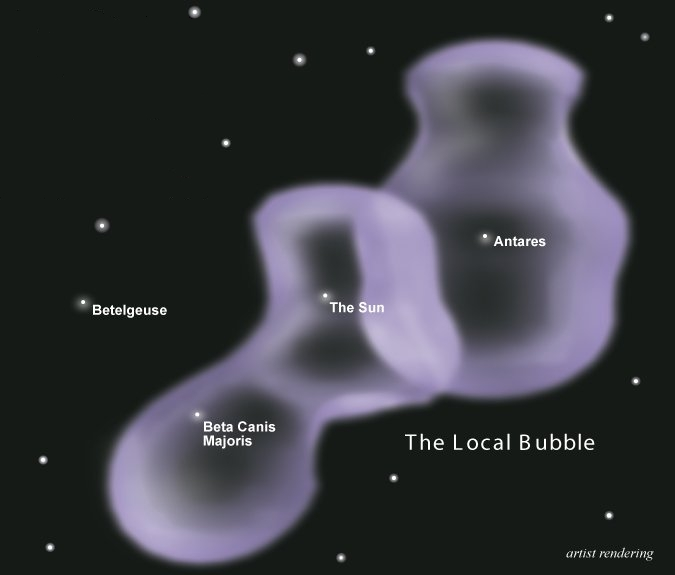 Antares
Betelgeuse
The Sun
Beta Canis
Majoris
The Local Bubble
artist rendering